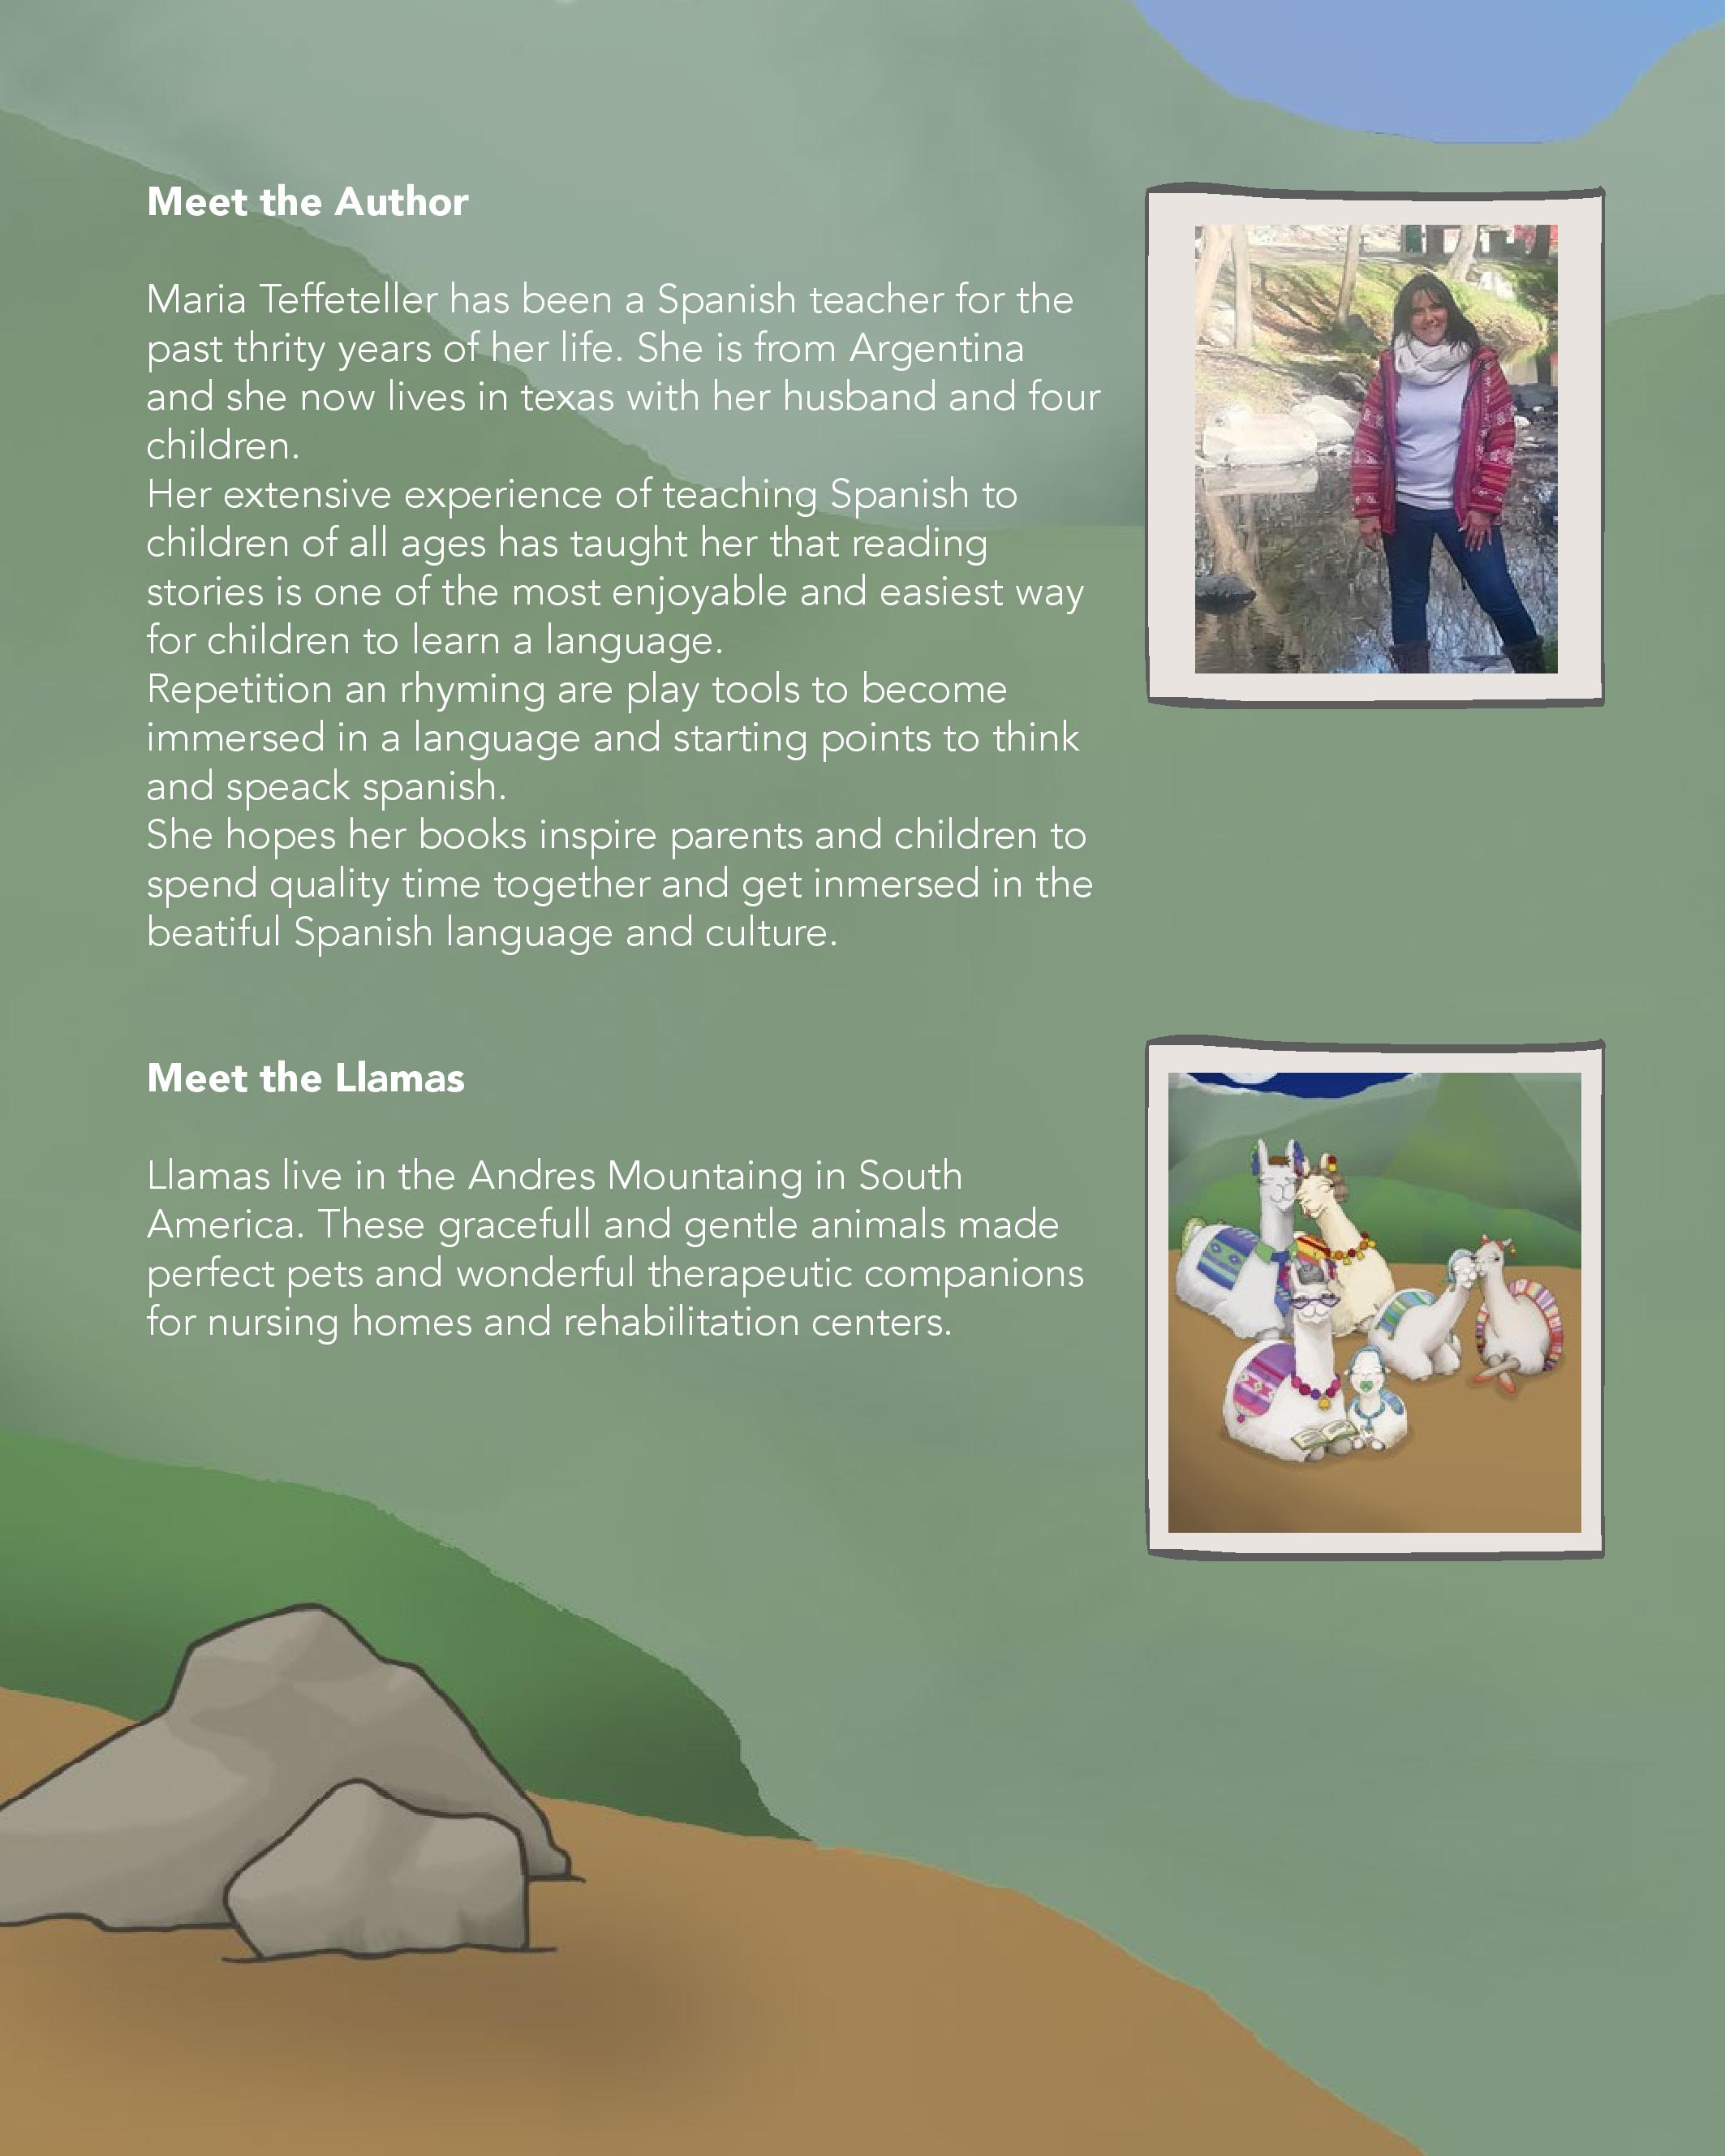 Meet the Author
Maria Teffeteller has been a Spanish teacher for the
past thrity years of her life. She is from Argentina
and she now lives in texas with her husband and four
children.
Her extensive experience of teaching Spanish to
children of all ages has taught her that reading
stories is one of the most enjoyable and easiest way
for children to learn a language.
Repetition an rhyming are play tools to become
immersed in a language and starting points to think
and speack spanish.
She hopes her books inspire parents and children to
spend quality time together and get inmersed in the
beatiful Spanish language and culture.
Meet the Llamas
Llamas live in the Andres Mountaing in South
America. These gracefull and gentle animals made
perfect pets and wonderful therapeutic companions
for nursing homes and rehabilitation centers.